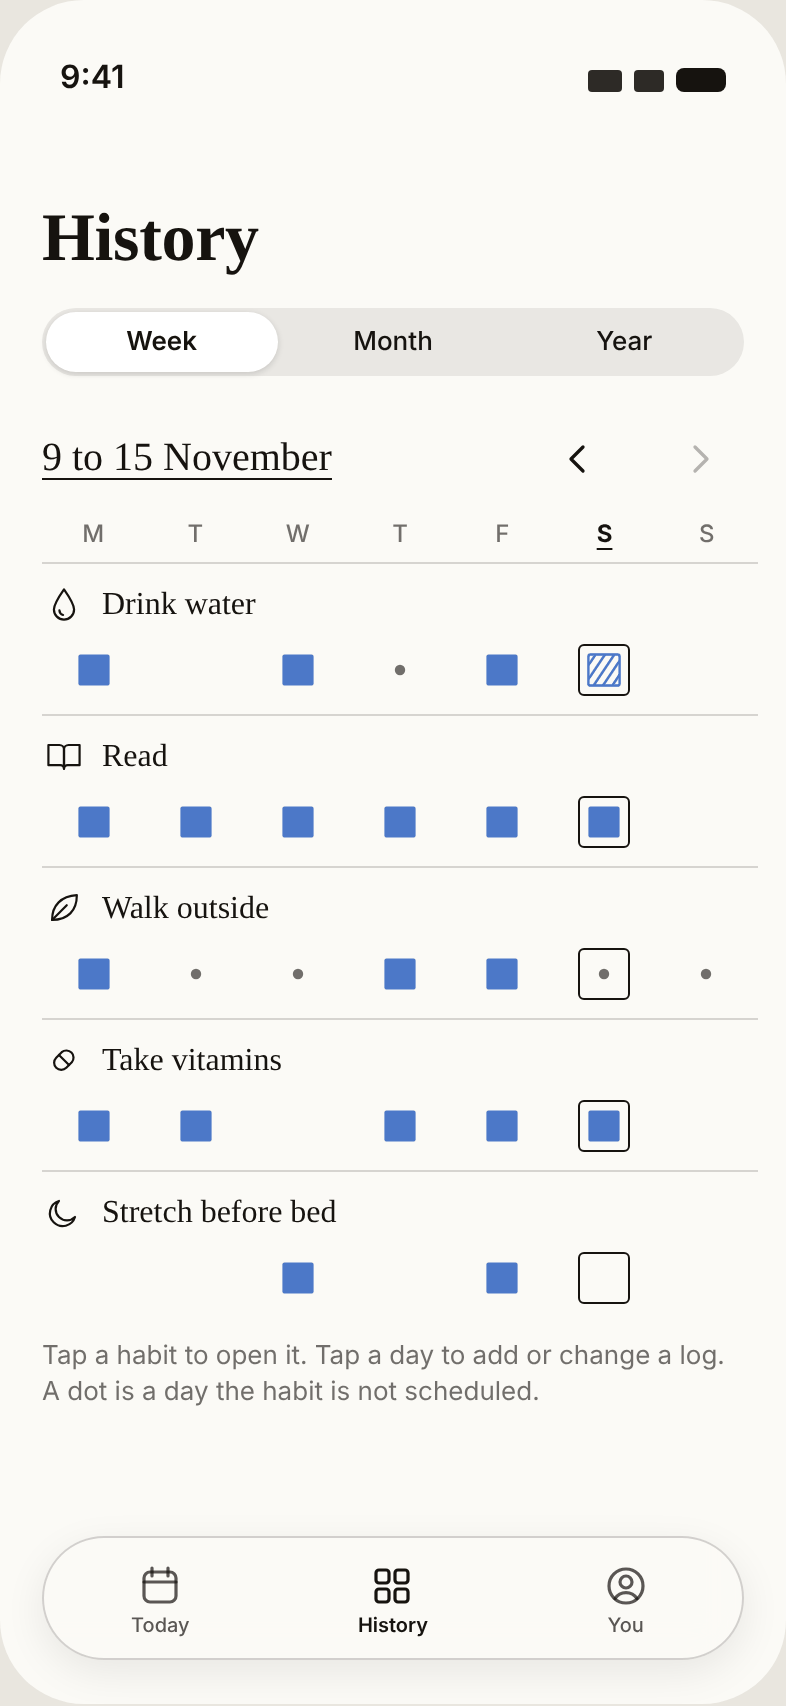 9:41
History
Week Month Year
9 to 15 November
M T W T F S S
Drink water
Read
Walk outside
Take vitamins
Stretch before bed
Tap a habit to open it. Tap a day to add or change a log.
A dot is a day the habit is not scheduled.
Today History You